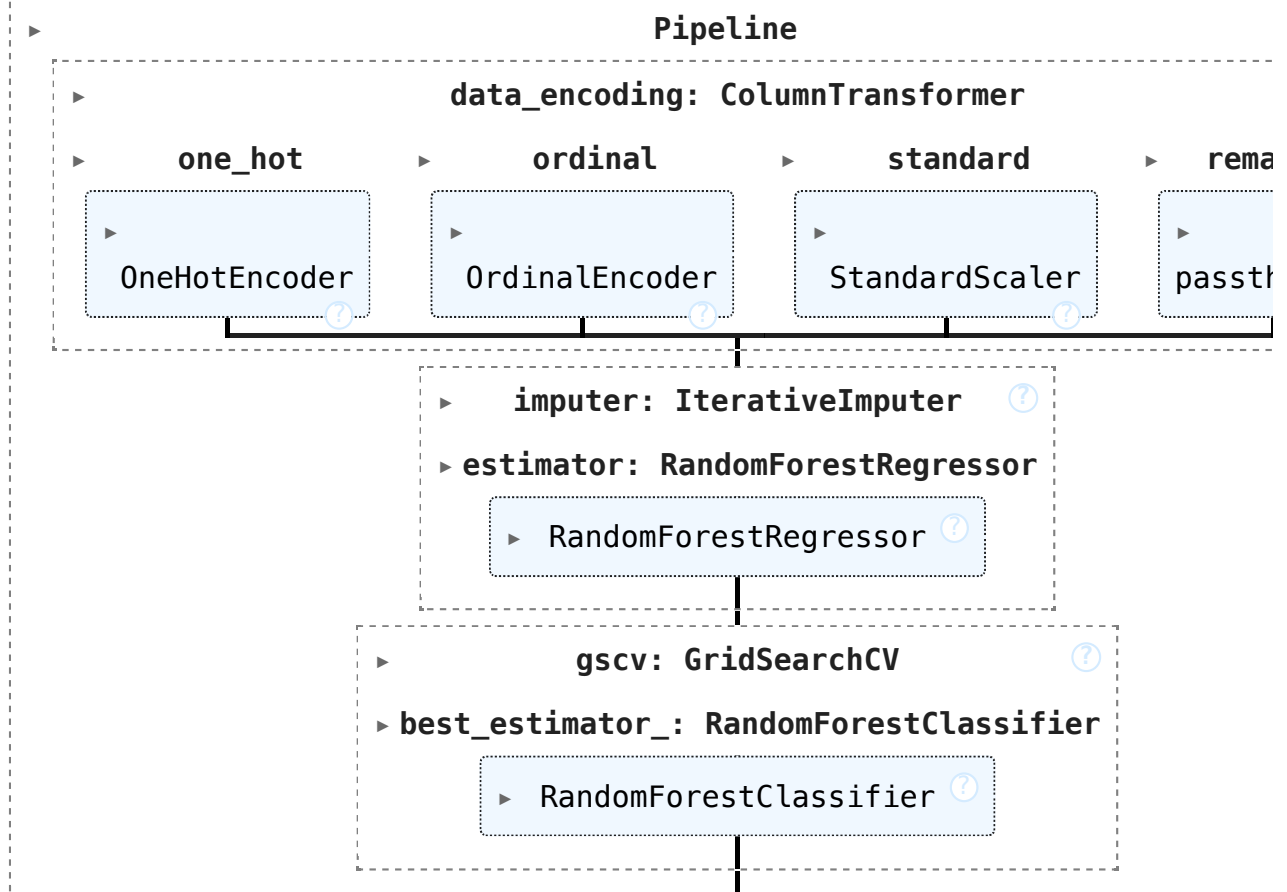 Pipeline
data_encoding: ColumnTransformer
one_hot ordinal standard
OneHotEncoder OrdinalEncoder StandardScaler
? ? ?
imputer: IterativeImputer ?
estimator: RandomForestRegressor
RandomForestRegressor ?
gscv: GridSearchCV ?
best_estimator_: RandomForestClassifier
RandomForestClassifier ?